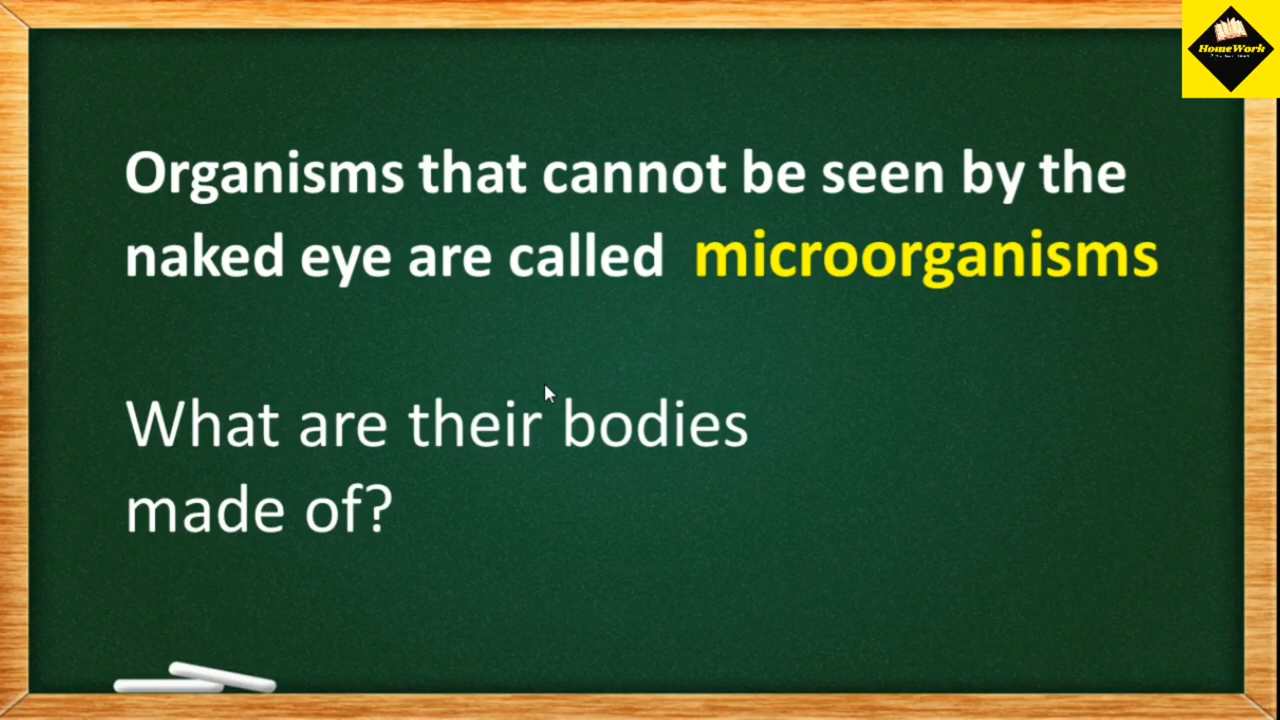 HomeWork
Organisms that cannot be seen by the
naked eye are called microorganisms
What are their bodies
made of?